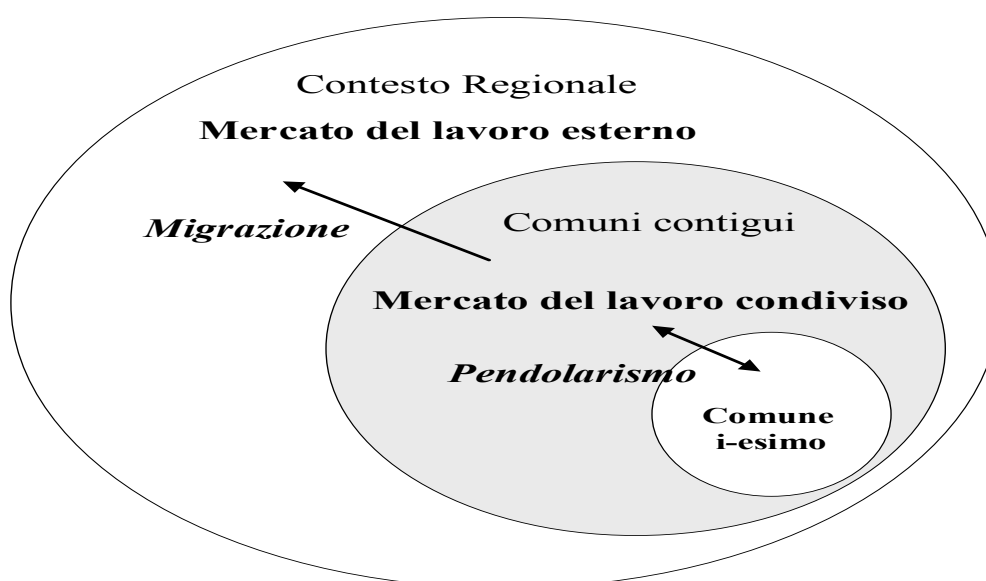 Contesto Regionale
Mercato del lavoro esterno
Migrazione
Comuni contigui
Mercato del lavoro condiviso
Pendolarismo
Comune
i-esimo